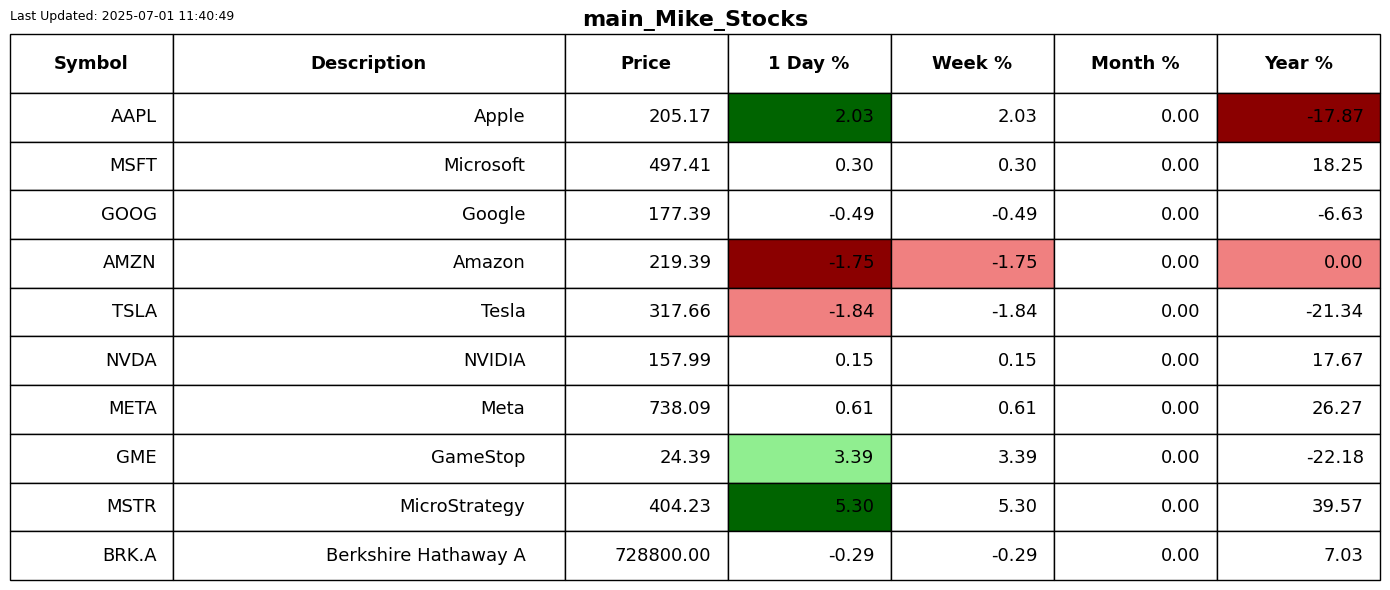 Last Updated: 2025-07-01 11:40:49
main_Mike_Stocks
Symbol Description Price 1 Day % Week % Month % Year %
AAPL Apple 205.17 2.03 2.03 0.00 -17.87
MSFT Microsoft 497.41 0.30 0.30 0.00 18.25
GOOG Google 177.39 -0.49 -0.49 0.00 -6.63
AMZN Amazon 219.39 -1.75 -1.75 0.00 0.00
TSLA Tesla 317.66 -1.84 -1.84 0.00 -21.34
NVDA NVIDIA 157.99 0.15 0.15 0.00 17.67
META Meta 738.09 0.61 0.61 0.00 26.27
GME GameStop 24.39 3.39 3.39 0.00 -22.18
MSTR MicroStrategy 404.23 5.30 5.30 0.00 39.57
BRK.A Berkshire Hathaway A 728800.00 -0.29 -0.29 0.00 7.03